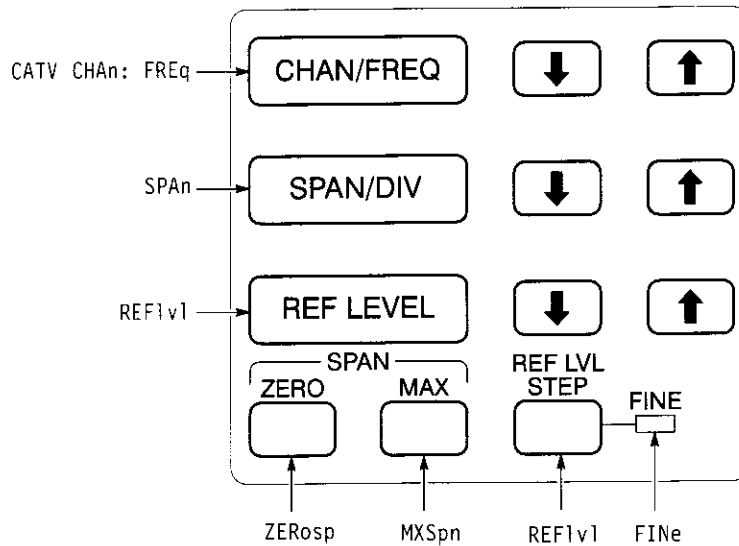 CATV CHAn: FREq
CHAN/FREQ
SPAn
SPAN/DIV
REFlvl
REF LEVEL
SPAN
ZERO
MAX
REF LVL
STEP
FINE
ZERosp
MXSpn
REFlvl
FINe